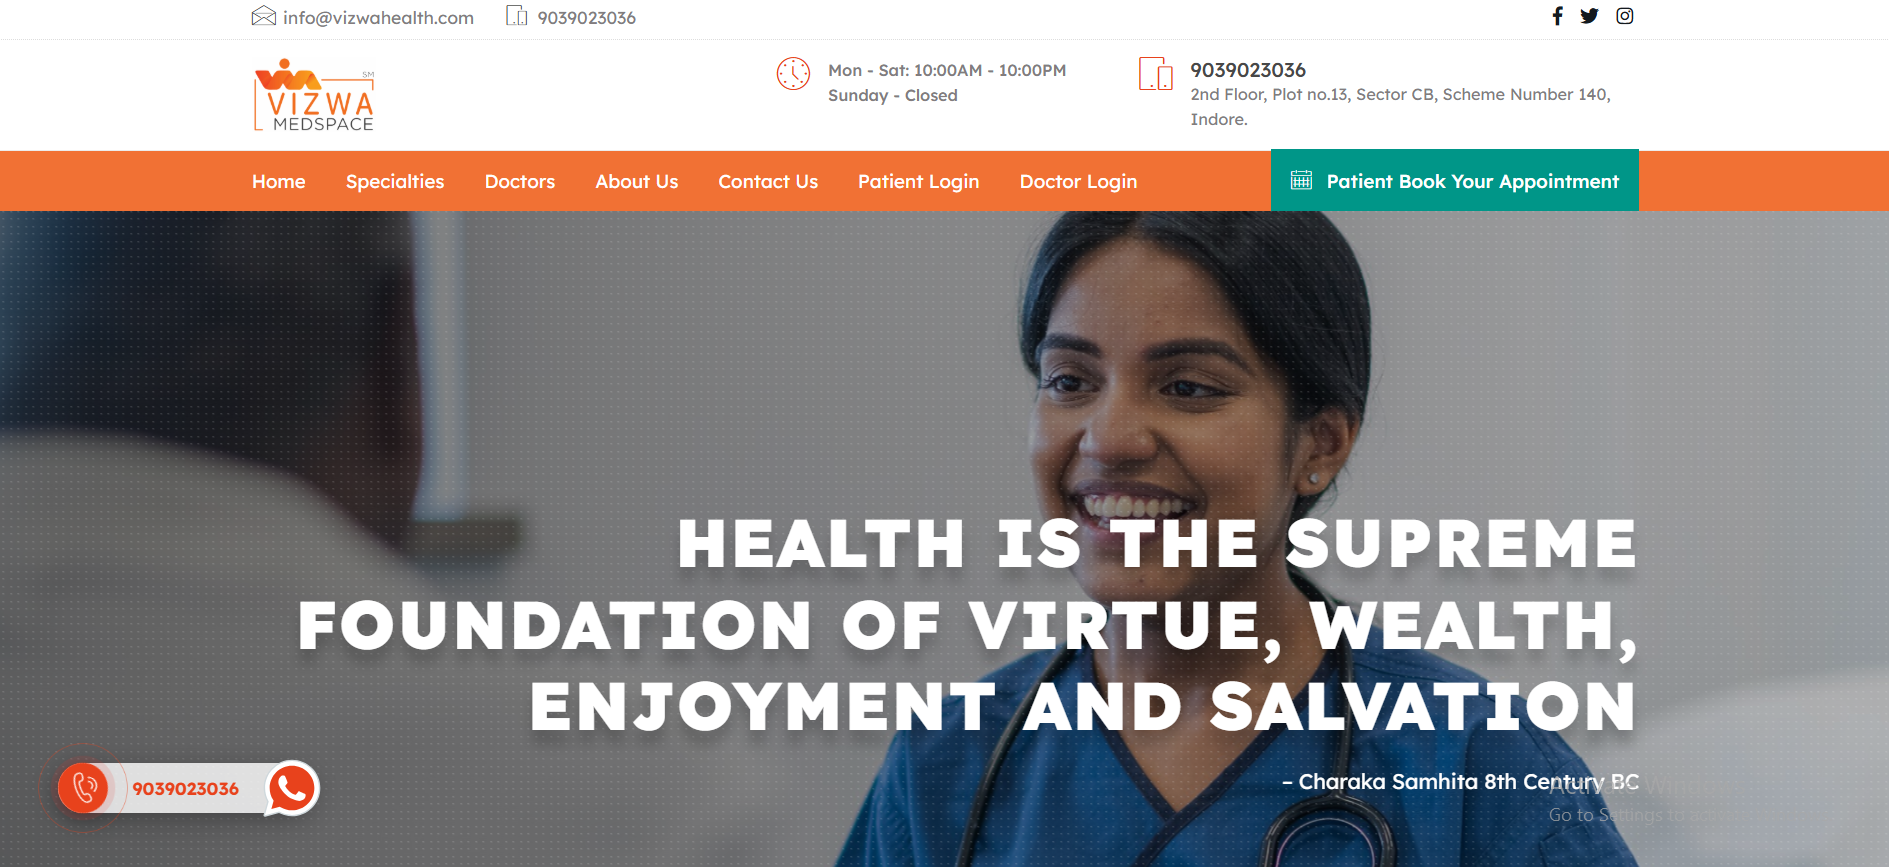 info@vizwahealth.com
9039023036
VIZWA
SM
MEDSPACE
Mon - Sat: 10:00AM - 10:00PM
Sunday - Closed
9039023036
2nd Floor, Plot no.13, Sector CB, Scheme Number 140,
Indore.
Home
Specialties
Doctors
About Us
Contact Us
Patient Login
Doctor Login
Patient Book Your Appointment
HEALTH IS THE SUPREME
FOUNDATION OF VIRTUE, WEALTH,
ENJOYMENT AND SALVATION
– Charaka Samhita 8th Century BC
9039023036
Activate
Go to Settings to